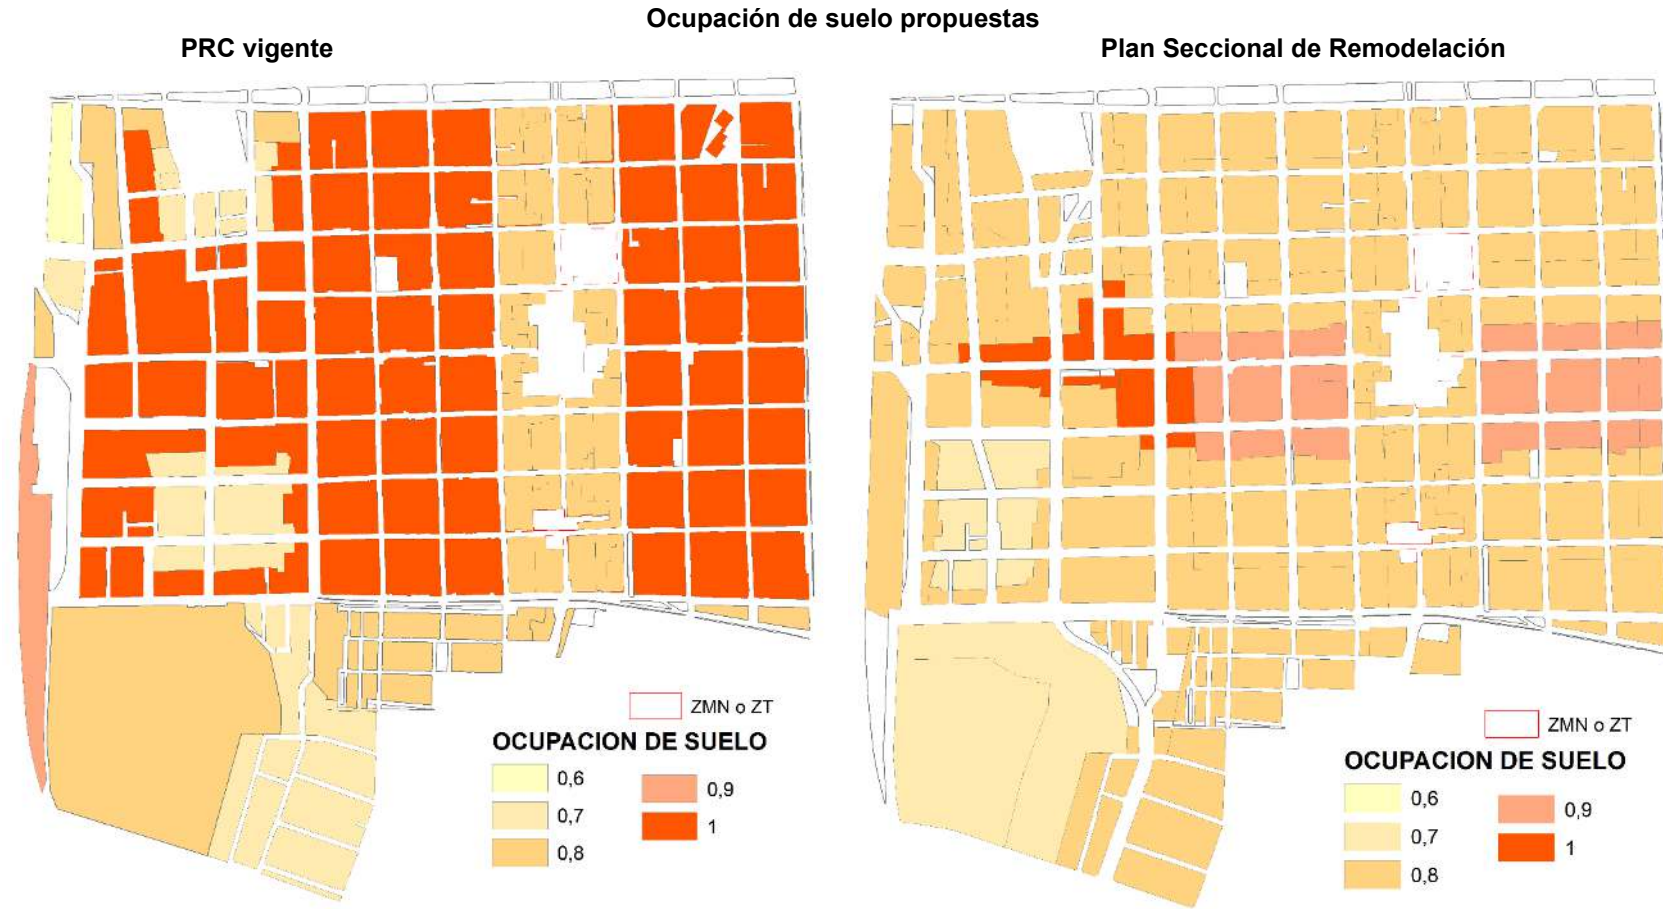 Ocupación de suelo propuestas
PRC vigente
Plan Seccional de Remodelación
ZMN o ZT
OCUPACION DE SUELO
0,6
0,7
0,8
0,9
1
ZMN o ZT
OCUPACION DE SUELO
0,6
0,7
0,8
0,9
1